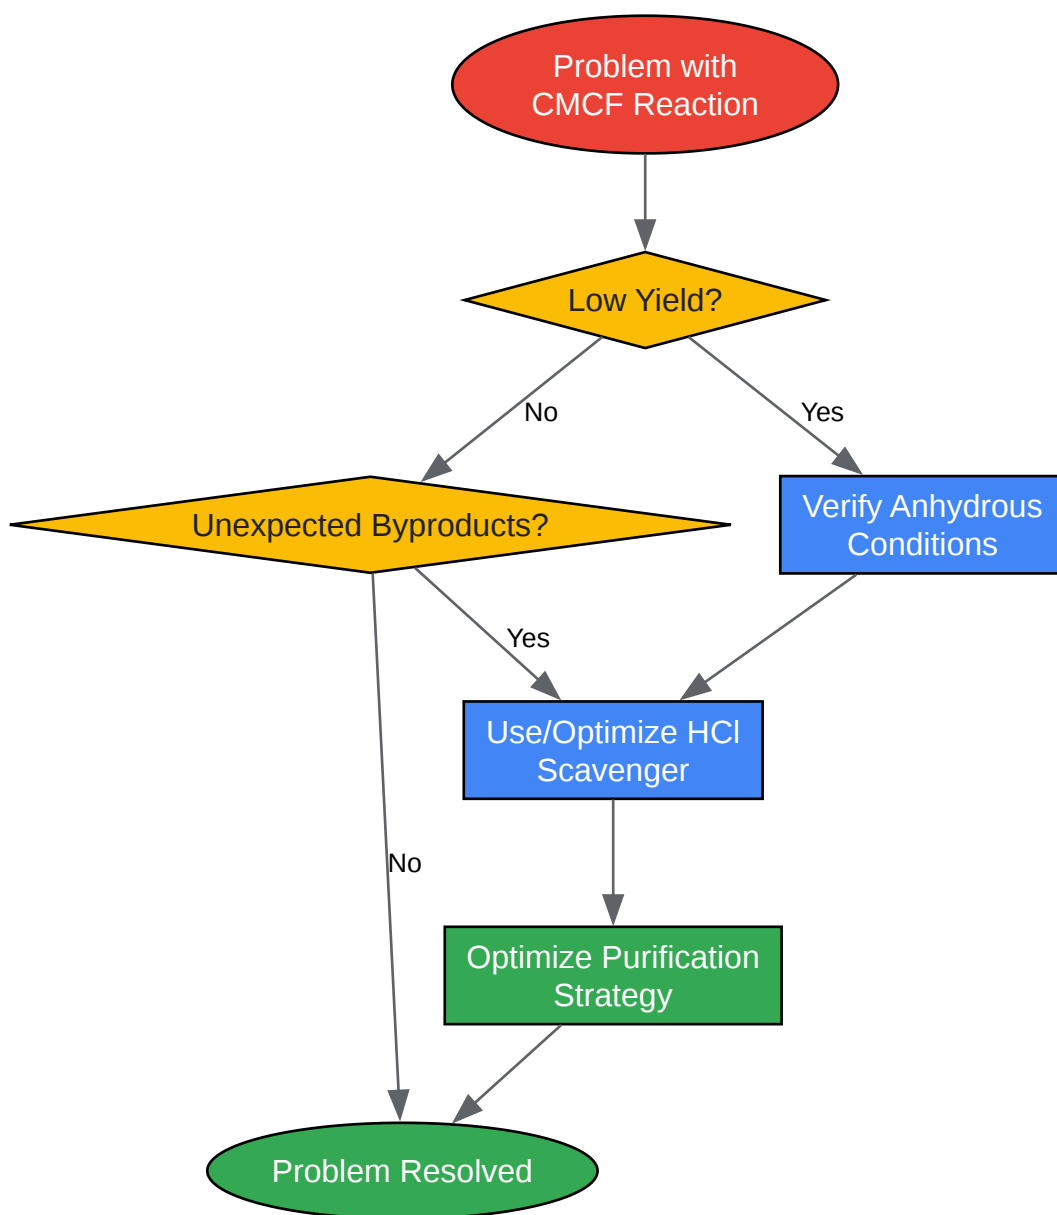 Problem with
CMCF Reaction
Low Yield?
No
Yes
Unexpected Byproducts?
Verify Anhydrous
Conditions
Yes
Use/Optimize HCl
Scavenger
No
Optimize Purification
Strategy
Problem Resolved